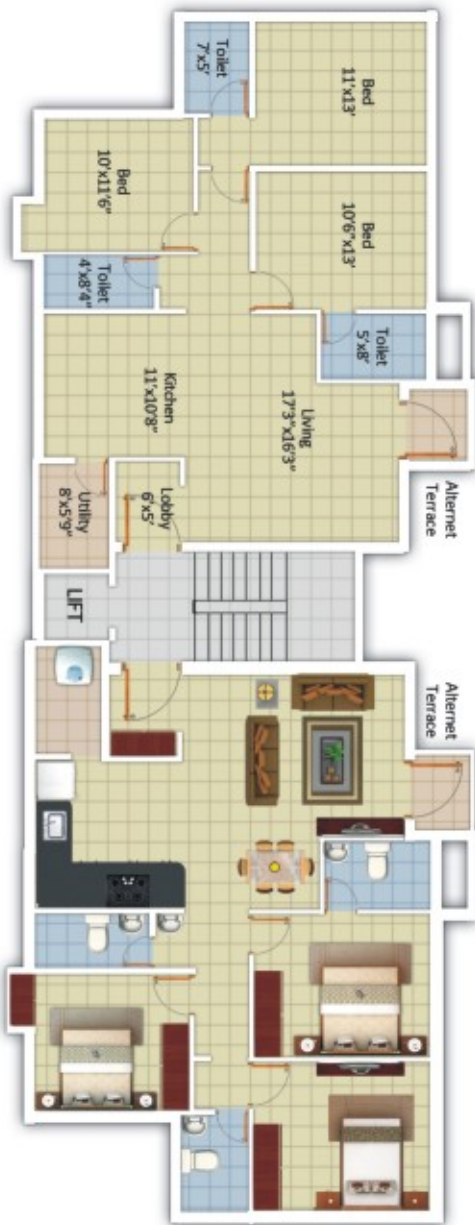 Toilet
7'x5'
Bed
11'x13'
Bed
10'x11'6"
Bed
10'6"x13'
Toilet
4'x8'4"
Toilet
5'x8'
Kitchen
11'x10'8"
Living
17'3"x16'3"
Alternet
Terrace
Lobby
6'x5'
Utility
8'x5'9"
LIFT
Alternet
Terrace